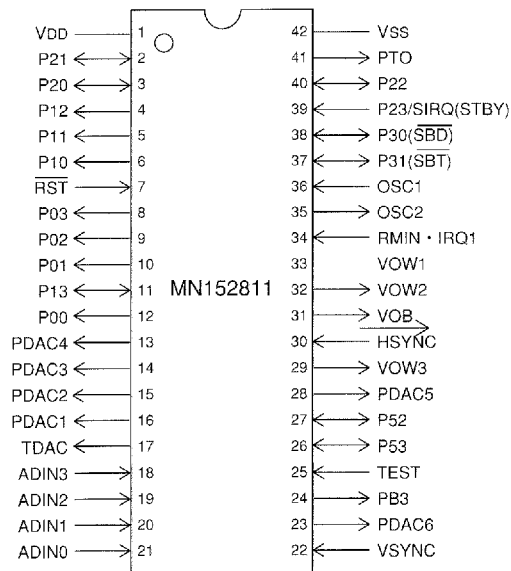 VDD 1 42 VSS
P21 2 41 PTO
P20 3 40 P22
P12 4 39 P23/SIRQ(STBY)
P11 5 38 P30(SBD)
P10 6 37 P31(SBT)
RST 7 36 OSC1
P03 8 35 OSC2
P02 9 34 RMIN · IRQ1
P01 10 33 VOW1
P13 11 MN152811 32 VOW2
P00 12 31 VOB
PDAC4 13 30 HSYNC
PDAC3 14 29 VOW3
PDAC2 15 28 PDAC5
PDAC1 16 27 P52
TDAC 17 26 P53
ADIN3 18 25 TEST
ADIN2 19 24 PB3
ADIN1 20 23 PDAC6
ADIN0 21 22 VSYNC